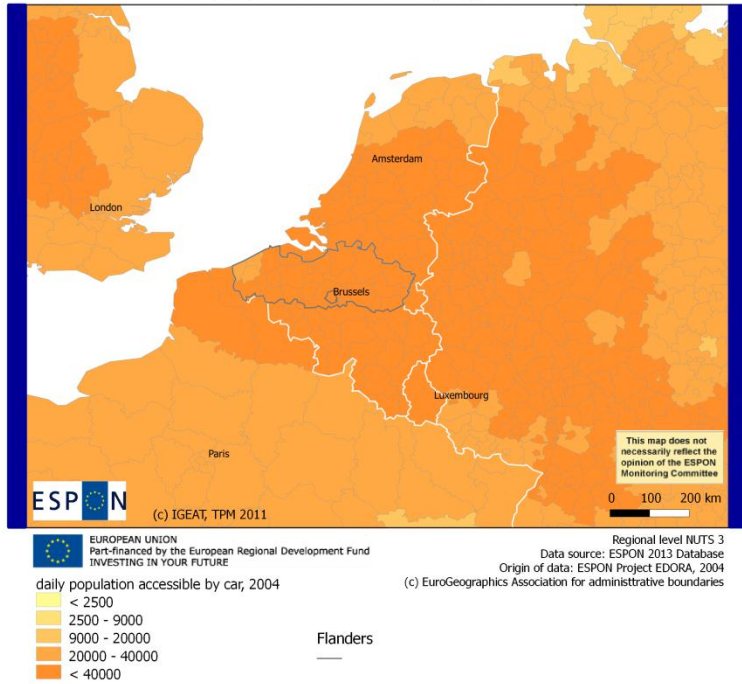 Amsterdam
London
Brussels
Luxembourg
Paris
This map does not
necessarily reflect the
opinion of the ESPON
Monitoring Committee
ESPON
(c) IGEAT, TPM 2011
0 100 200 km
EUROPEAN UNION
Part-financed by the European Regional Development Fund
INVESTING IN YOUR FUTURE
Regional level NUTS 3
Data source: ESPON 2013 Database
Origin of data: ESPON Project EDORA, 2004
(c) EuroGeographics Association for administtrative boundaries
daily population accessible by car, 2004
< 2500
2500 - 9000
9000 - 20000
20000 - 40000
< 40000
Flanders